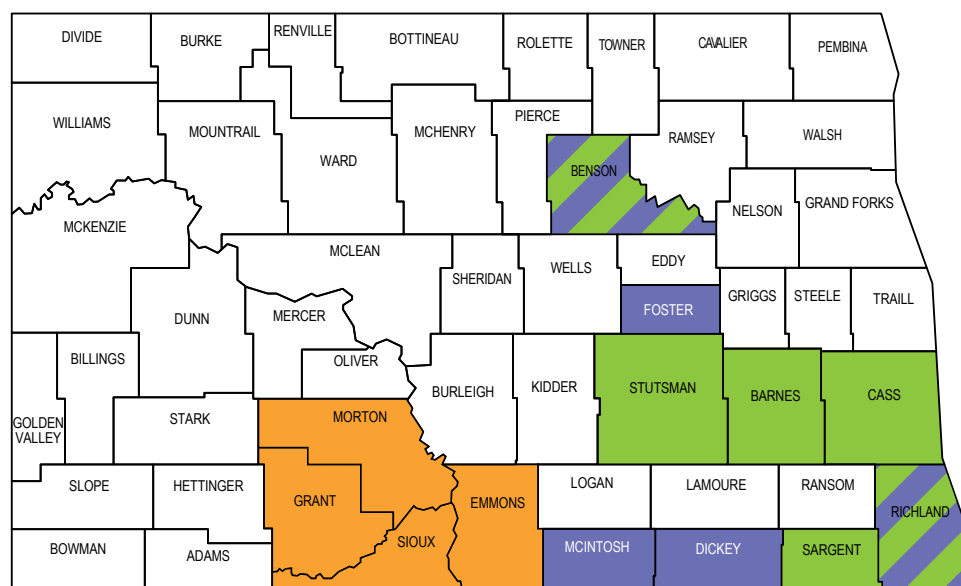 DIVIDE
BURKE
RENVILLE
BOTTINEAU
ROLETTE
TOWNER
CAVALIER
PEMBINA
WILLIAMS
MOUNTRAIL
WARD
MCHENRY
PIERCE
RAMSEY
WALSH
BENSON
MCKENZIE
NELSON
GRAND FORKS
MCLEAN
SHERIDAN
WELLS
EDDY
DUNN
MERCER
FOSTER
GRIGGS
STEELE
TRAILL
BILLINGS
OLIVER
BURLEIGH
KIDDER
STUTSMAN
BARNES
CASS
GOLDEN
VALLEY
STARK
MORTON
SLOPE
HETTINGER
GRANT
EMMONS
LOGAN
LAMOURE
RANSOM
RICHLAND
BOWMAN
ADAMS
SIOUX
MCINTOSH
DICKEY
SARGENT